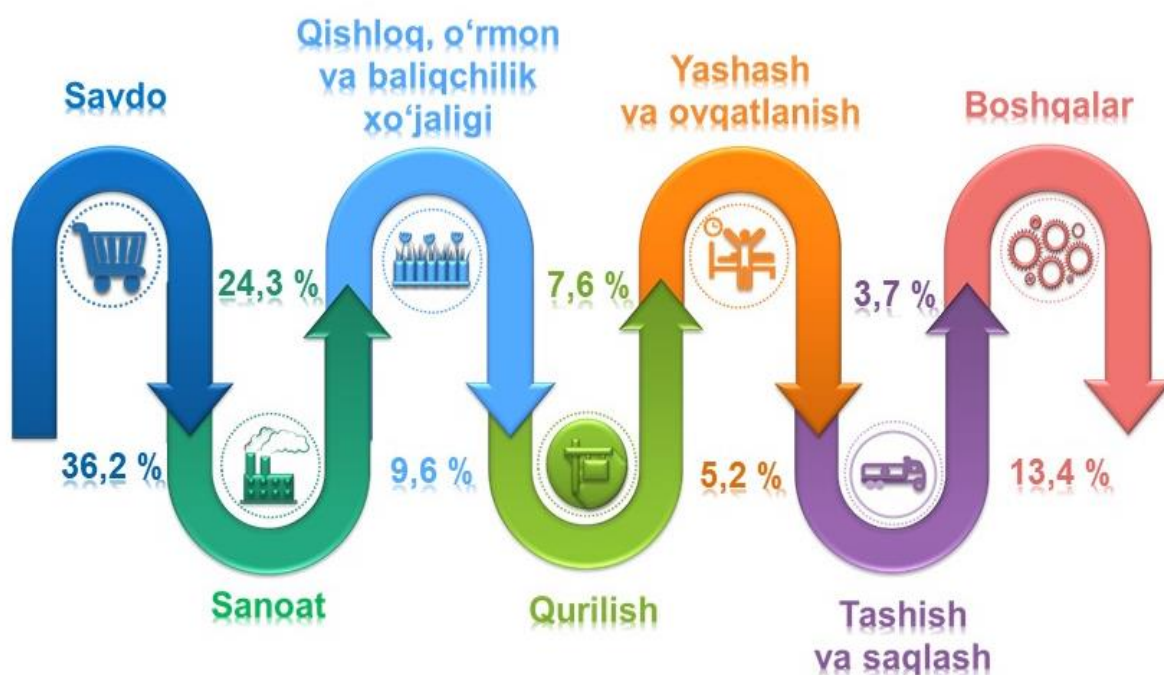 Savdo
36,2 %
24,3 %
Sanoat
Qishloq, o‘rmon
va baliqchilik
xo‘jaligi
9,6 %
7,6 %
Qurilish
Yashash
va ovqatlanish
5,2 %
3,7 %
Tashish
va saqlash
Boshqalar
13,4 %